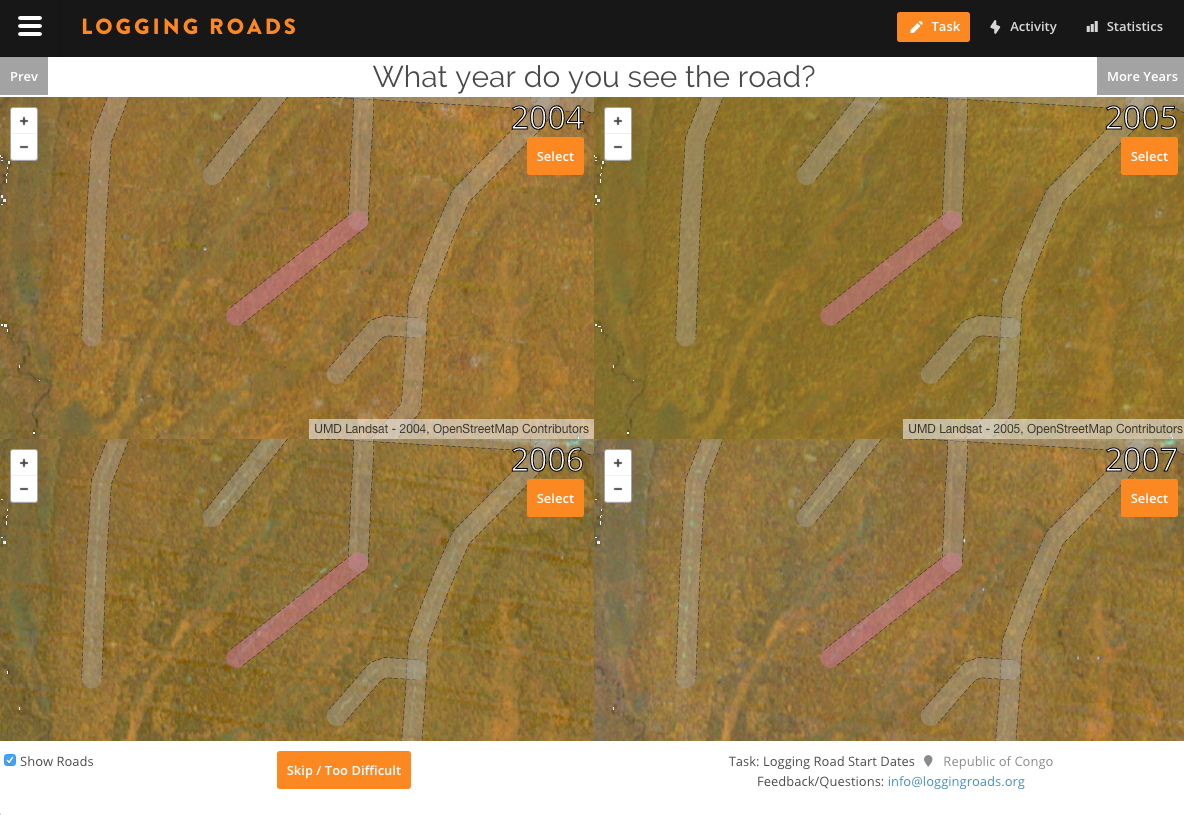 LOGGING ROADS
Task
Activity
Statistics
Prev
What year do you see the road?
More Years
+
−
2004
Select
UMD Landsat - 2004, OpenStreetMap Contributors
+
−
2005
Select
UMD Landsat - 2005, OpenStreetMap Contributors
+
−
2006
Select
+
−
2007
Select
Show Roads
Skip / Too Difficult
Task: Logging Road Start Dates Republic of Congo
Feedback/Questions: info@loggingroads.org